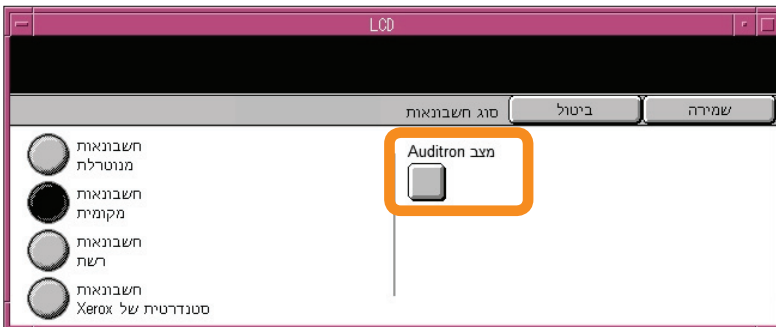 LCD
שמירה
ביטול
סוג חשבונאות
מצב Auditron
חשבונאות
מנוטרלת
חשבונאות
מקומית
חשבונאות
רשת
חשבונאות
סטנדרטית של Xerox